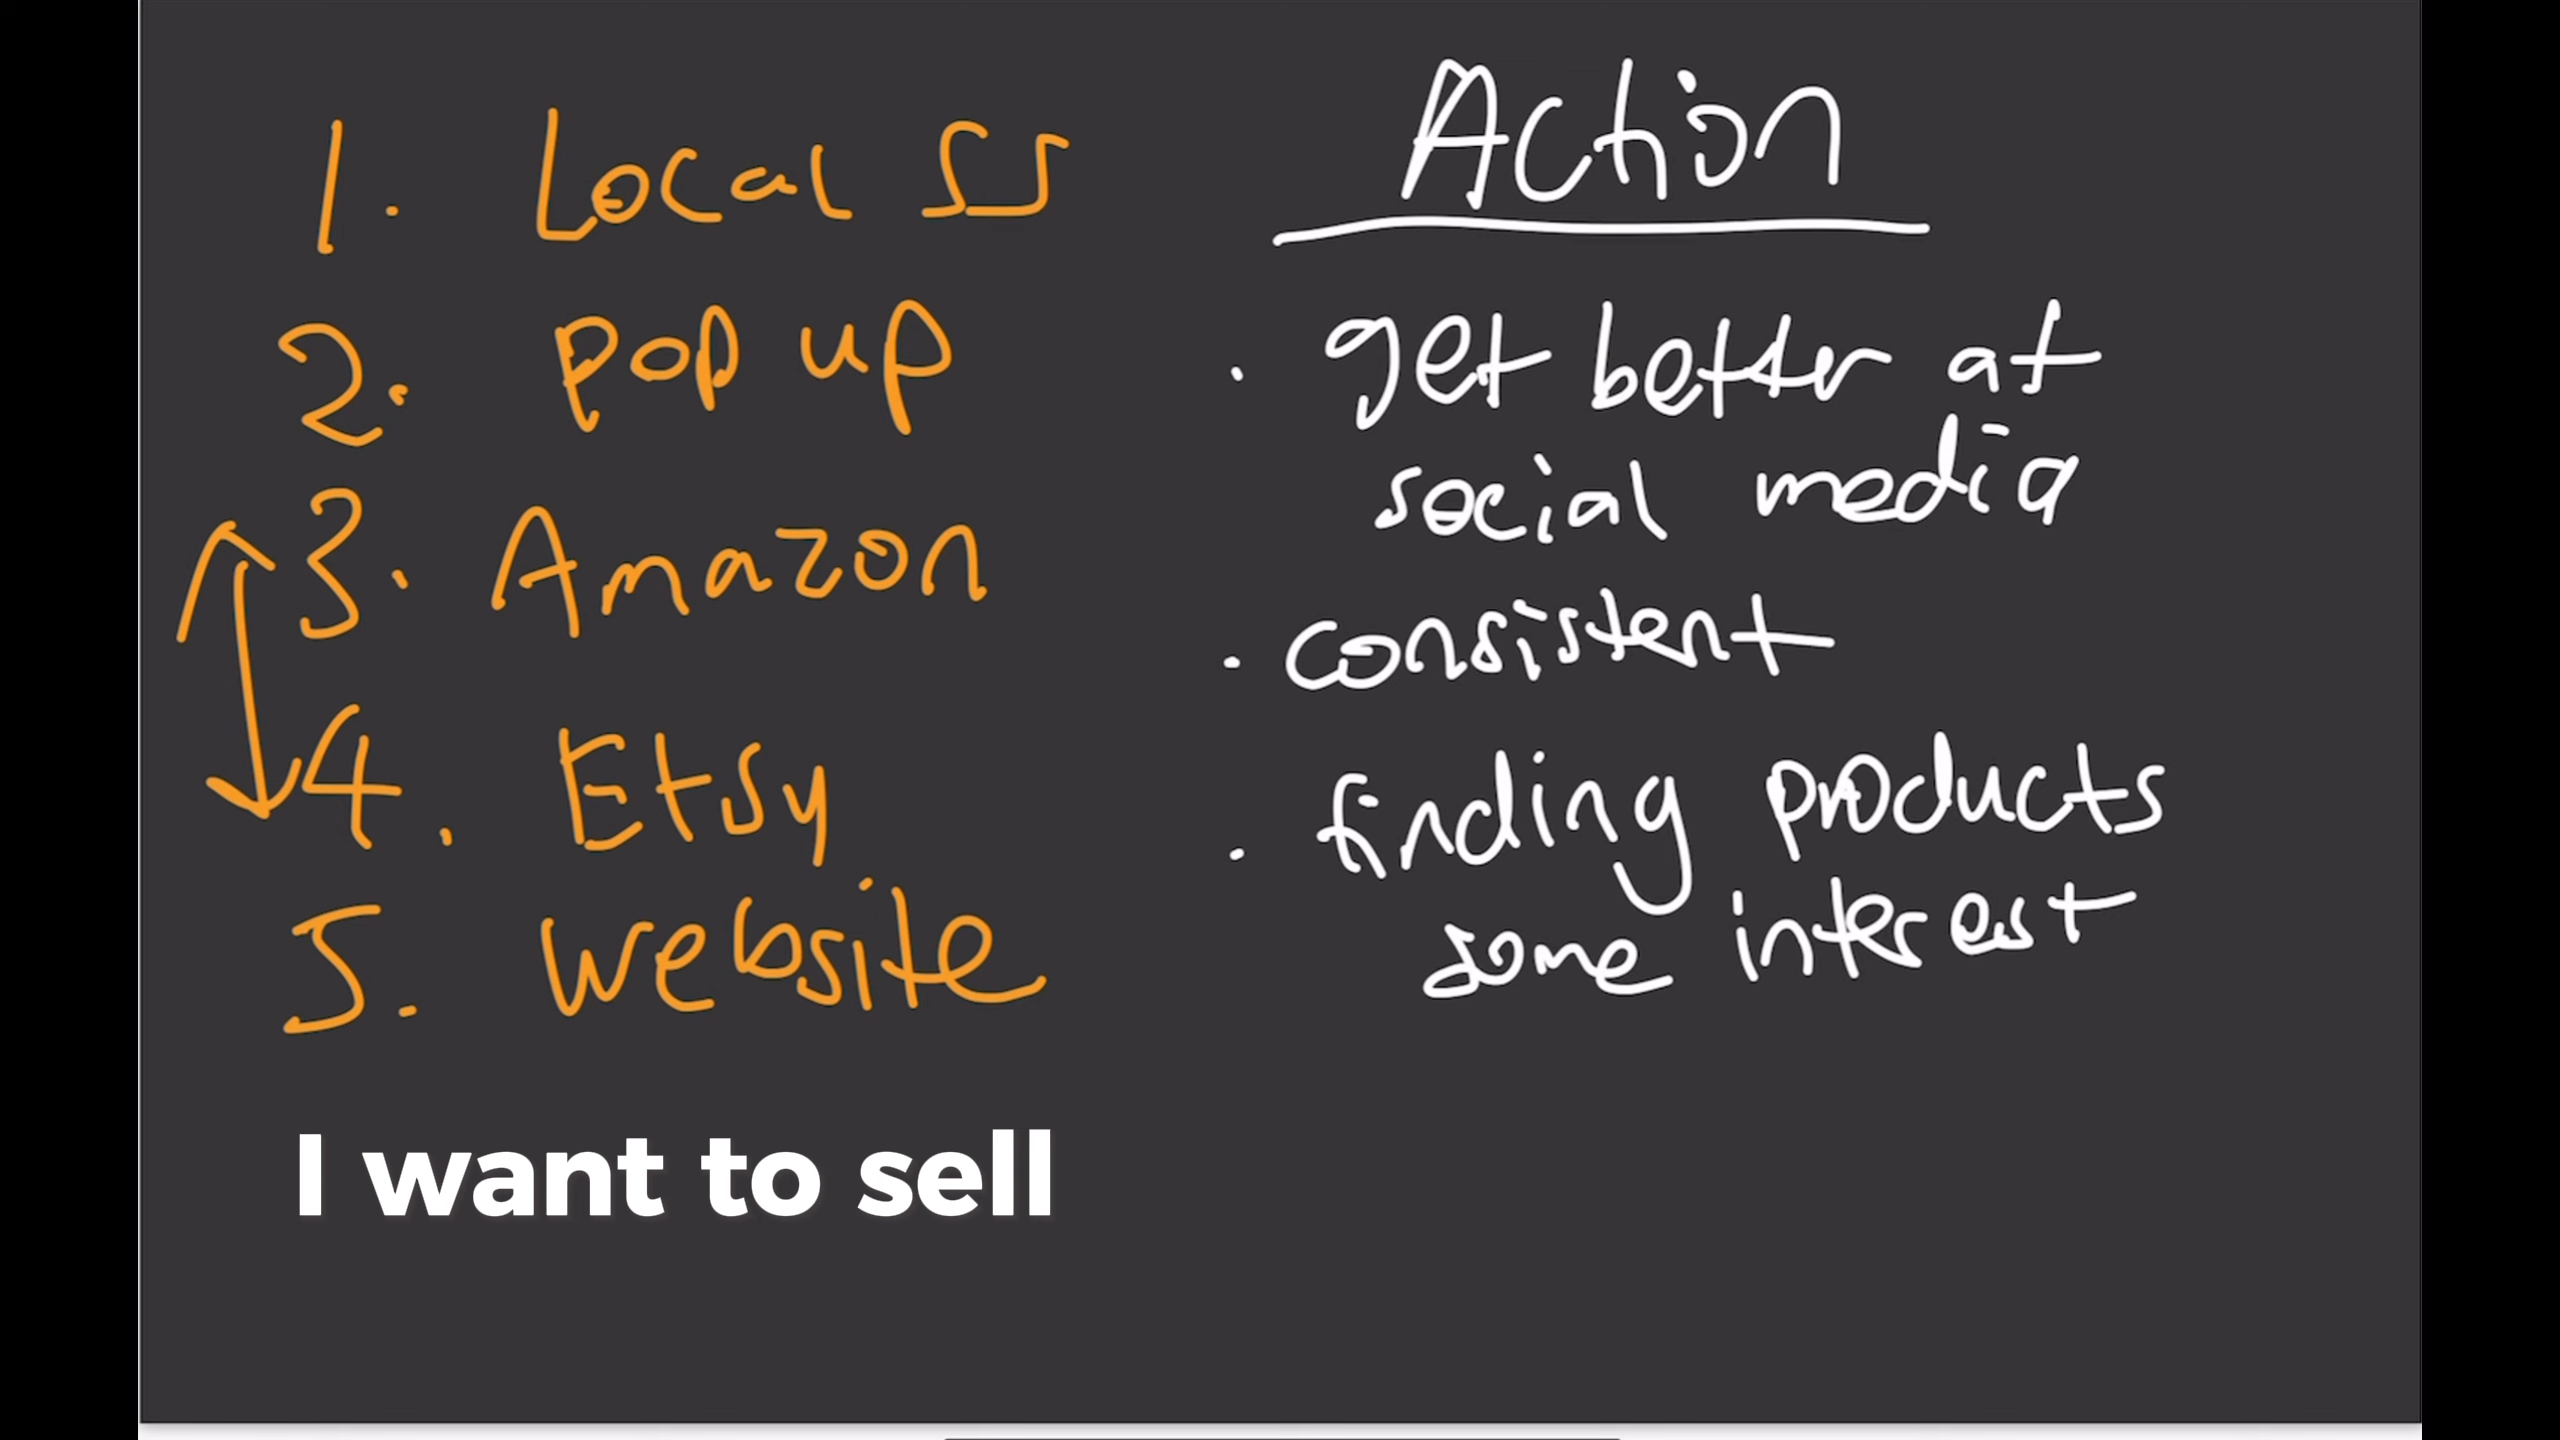 1. Local SS
2. pop up
3. Amazon
4. Etsy
5. website
Action
· get better at
social media
· consistent
· finding products
some interest
I want to sell